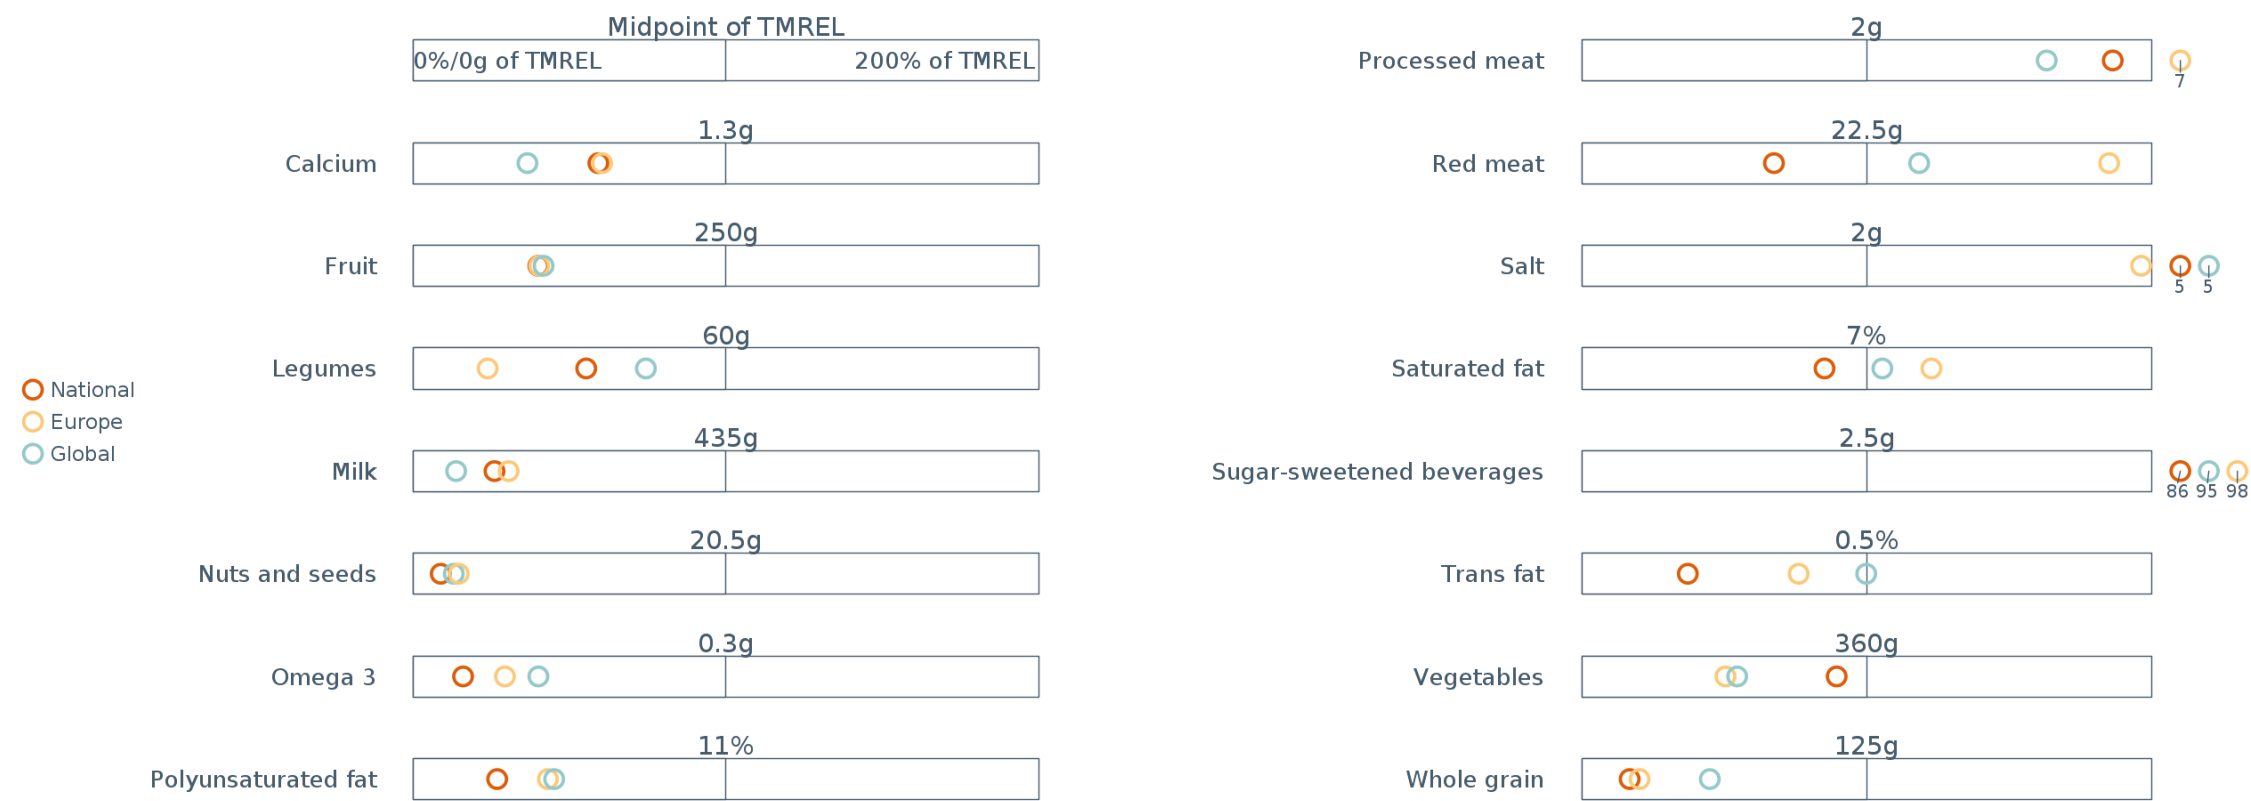 Midpoint of TMREL
0%/0g of TMREL 200% of TMREL
1.3g
Calcium
250g
Fruit
60g
Legumes
435g
Milk
20.5g
Nuts and seeds
0.3g
Omega 3
11%
Polyunsaturated fat
National
Europe
Global
2g
Processed meat
7
22.5g
Red meat
2g
Salt
5 5
7%
Saturated fat
2.5g
Sugar-sweetened beverages
86 95 98
0.5%
Trans fat
360g
Vegetables
125g
Whole grain